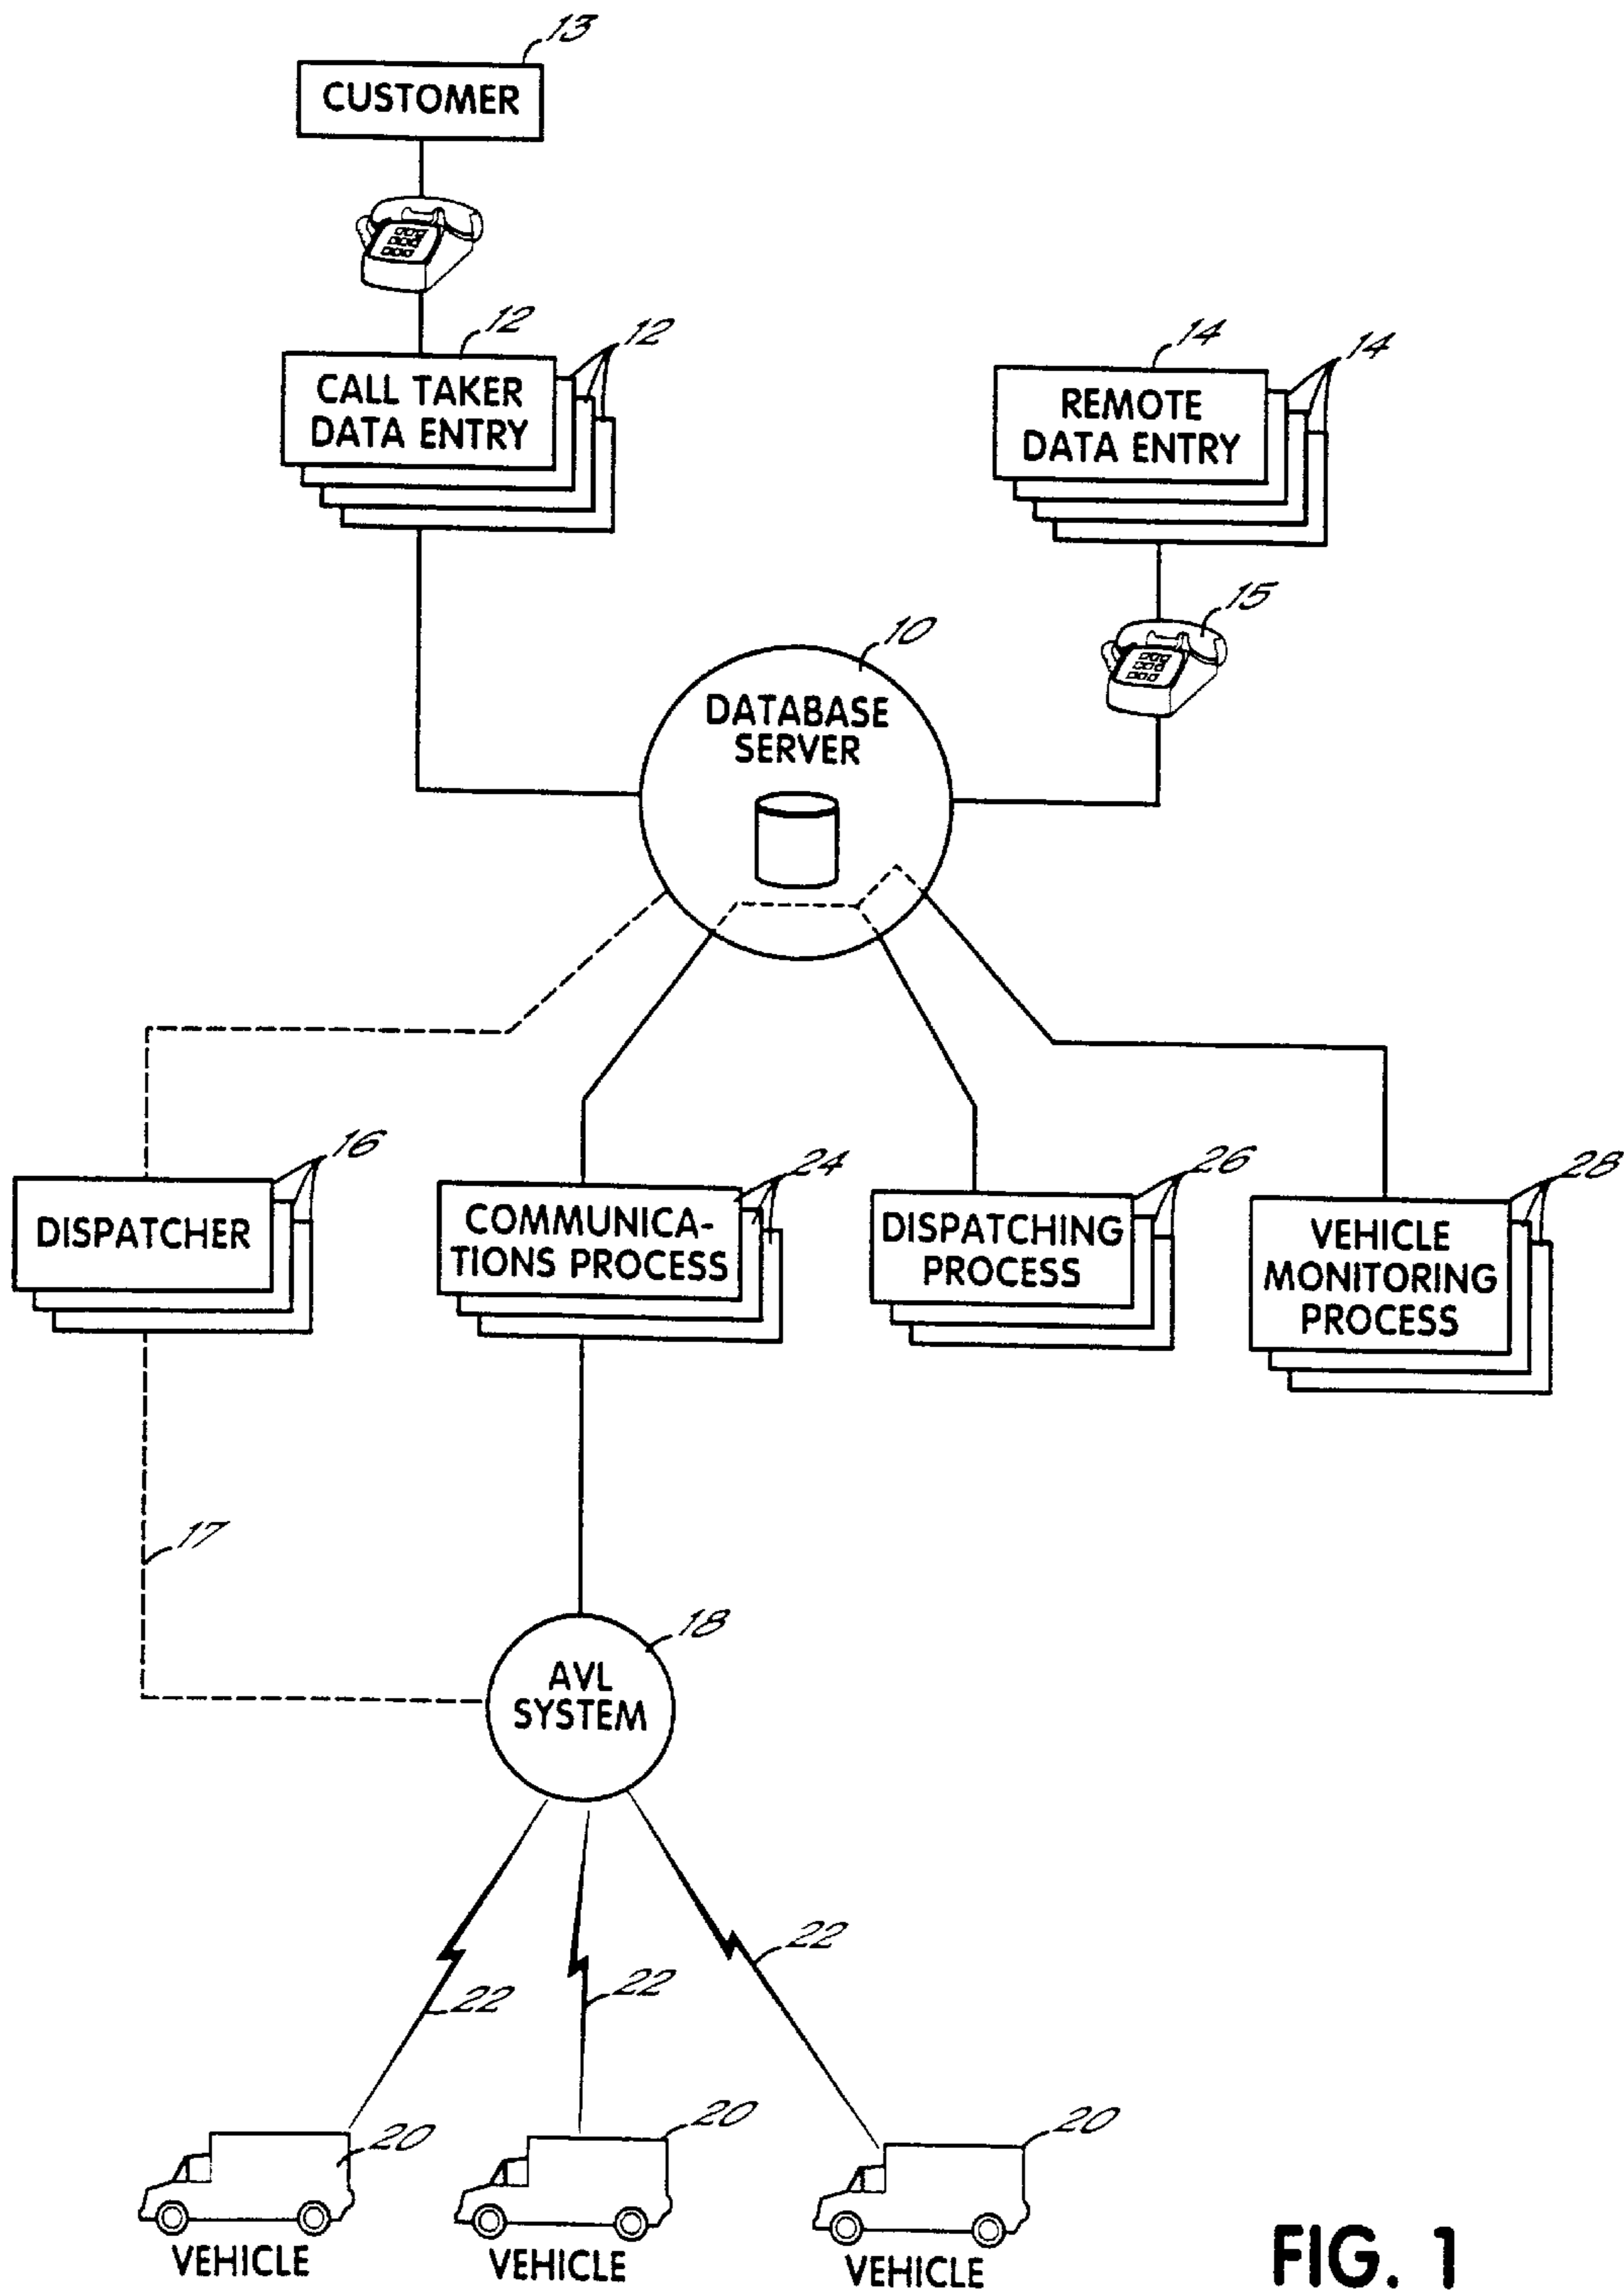 13
CUSTOMER
12
12
CALL TAKER
DATA ENTRY
14
14
REMOTE
DATA ENTRY
15
10
DATABASE
SERVER
16
DISPATCHER
24
COMMUNICA-
TIONS PROCESS
26
DISPATCHING
PROCESS
28
VEHICLE
MONITORING
PROCESS
17
18
AVL
SYSTEM
22
22
22
20
VEHICLE
20
VEHICLE
20
VEHICLE
FIG. 1